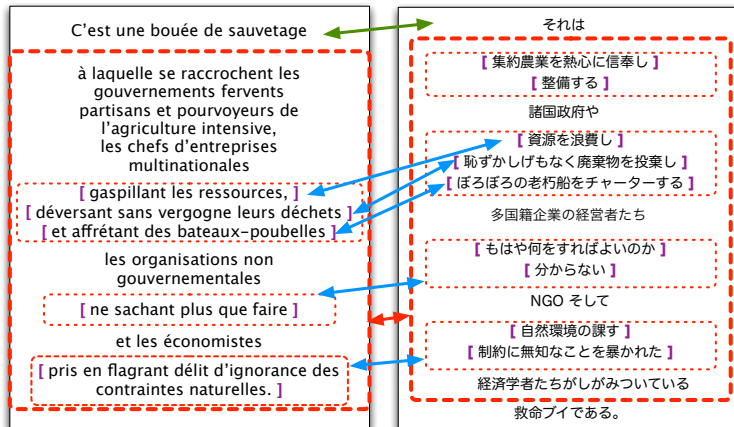 C'est une bouée de sauvetage
à laquelle se raccrochent les
gouvernements fervents
partisans et pourvoyeurs de
l'agriculture intensive,
les chefs d'entreprises
multinationales
[ gaspillant les ressources, ]
[ déversant sans vergogne leurs déchets ]
[ et affrétant des bateaux-poubelles ]
les organisations non
gouvernementales
[ ne sachant plus que faire ]
et les économistes
[ pris en flagrant délit d'ignorance des
contraintes naturelles. ]
それは
[ 集約農業を熱心に信奉し ]
[ 整備する ]
諸国政府や
[ 資源を浪費し ]
[ 恥ずかしげもなく廃棄物を投棄し ]
[ ぼろぼろの老朽船をチャーターする ]
多国籍企業の経営者たち
[ もはや何をすればよいのか ]
[ 分からない ]
NGO そして
[ 自然環境の課す ]
[ 制約に無知なことを暴かれた ]
経済学者たちがしがみついている
救命ブイである。